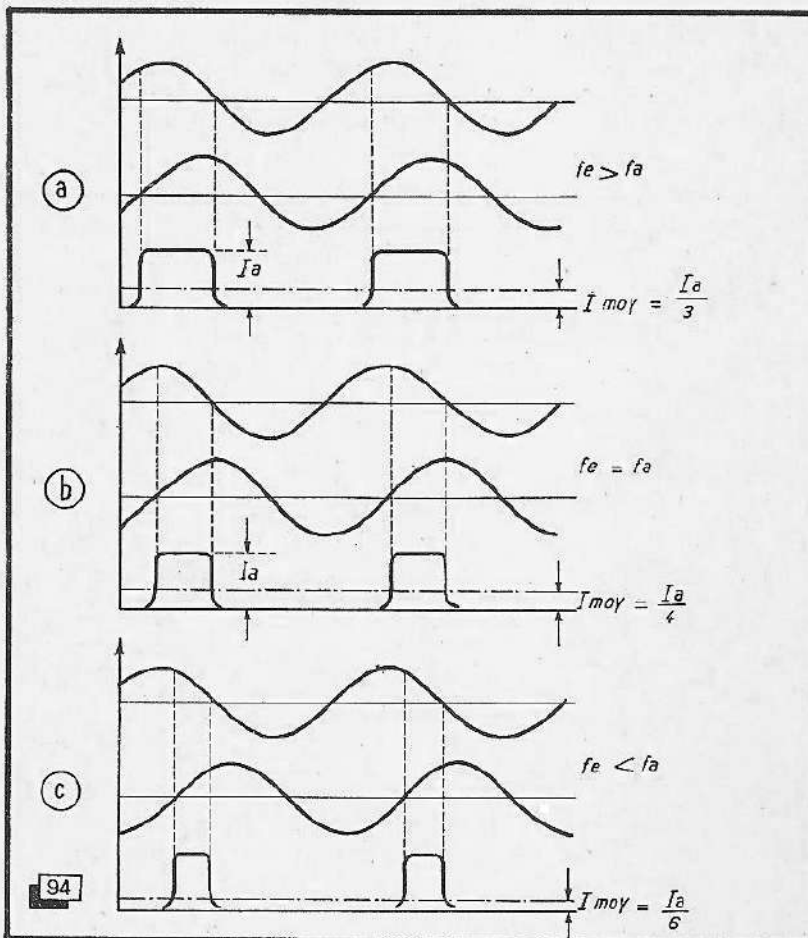 a
fe > fa
Ia
I moy = Ia/3
b
fe = fa
Ia
I moy = Ia/4
c
fe < fa
94
I moy = Ia/6